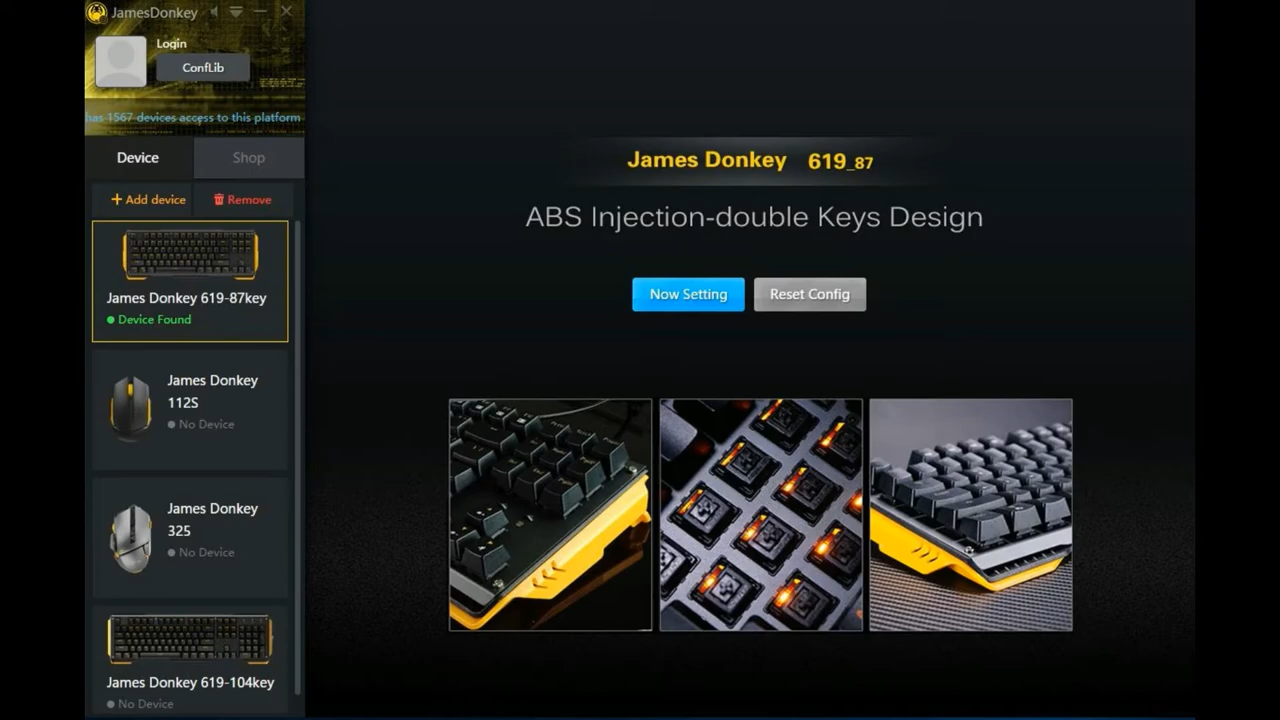 JamesDonkey
Login
ConfLib
has 1567 devices access to this platform
Device
Shop
+ Add device
Remove
James Donkey 619-87key
Device Found
James Donkey
112S
No Device
James Donkey
325
No Device
James Donkey 619-104key
No Device
James Donkey 619_87
ABS Injection-double Keys Design
Now Setting
Reset Config